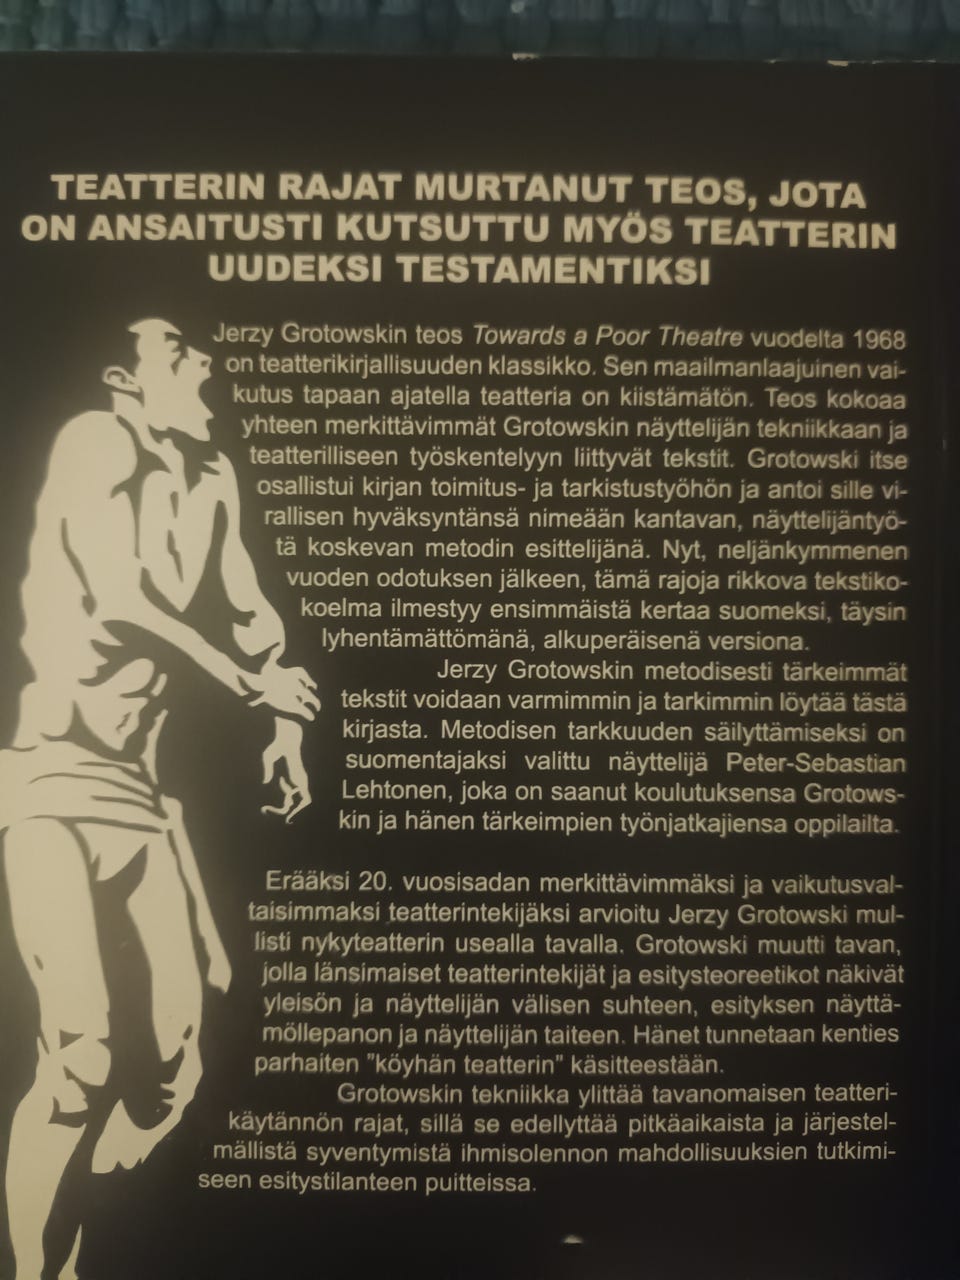 TEATTERIN RAJAT MURTANUT TEOS, JOTA
ON ANSAITUSTI KUTSUTTU MYÖS TEATTERIN
UUDEKSI TESTAMENTIKSI
Jerzy Grotowskin teos Towards a Poor Theatre vuodelta 1968
on teatterikirjallisuuden klassikko. Sen maailmanlaajuinen vai-
kutus tapaan ajatella teatteria on kiistämätön. Teos kokoaa
yhteen merkittävimmät Grotowskin näyttelijän tekniikkaan ja
teatterilliseen työskentelyyn liittyvät tekstit. Grotowski itse
osallistui kirjan toimitus- ja tarkistustyöhön ja antoi sille vi-
rallisen hyväksyntänsä nimeään kantavan, näyttelijäntyö-
tä koskevan metodin esittelijänä. Nyt, neljänkymmenen
vuoden odotuksen jälkeen, tämä rajoja rikkova tekstiko-
koelma ilmestyy ensimmäistä kertaa suomeksi, täysin
lyhentämättömänä, alkuperäisenä versiona.
Jerzy Grotowskin metodisesti tärkeimmät
tekstit voidaan varmimmin ja tarkimmin löytää tästä
kirjasta. Metodisen tarkkuuden säilyttämiseksi on
suomentajaksi valittu näyttelijä Peter-Sebastian
Lehtonen, joka on saanut koulutuksensa Grotows-
kin ja hänen tärkeimpien työnjatkajiensa oppilailta.
Erääksi 20. vuosisadan merkittävimmäksi ja vaikutusval-
taisimmaksi teatterintekijäksi arvioitu Jerzy Grotowski mul-
listi nykyteatterin usealla tavalla. Grotowski muutti tavan,
jolla länsimaiset teatterintekijät ja esitysteoreetikot näkivät
yleisön ja näyttelijän välisen suhteen, esityksen näyttä-
möllepanon ja näyttelijän taiteen. Hänet tunnetaan kenties
parhaiten "köyhän teatterin" käsitteestään.
Grotowskin tekniikka ylittää tavanomaisen teatteri-
käytännön rajat, sillä se edellyttää pitkäaikaista ja järjestel-
mällistä syventymistä ihmisolennon mahdollisuuksien tutkimi-
seen esitystilanteen puitteissa.